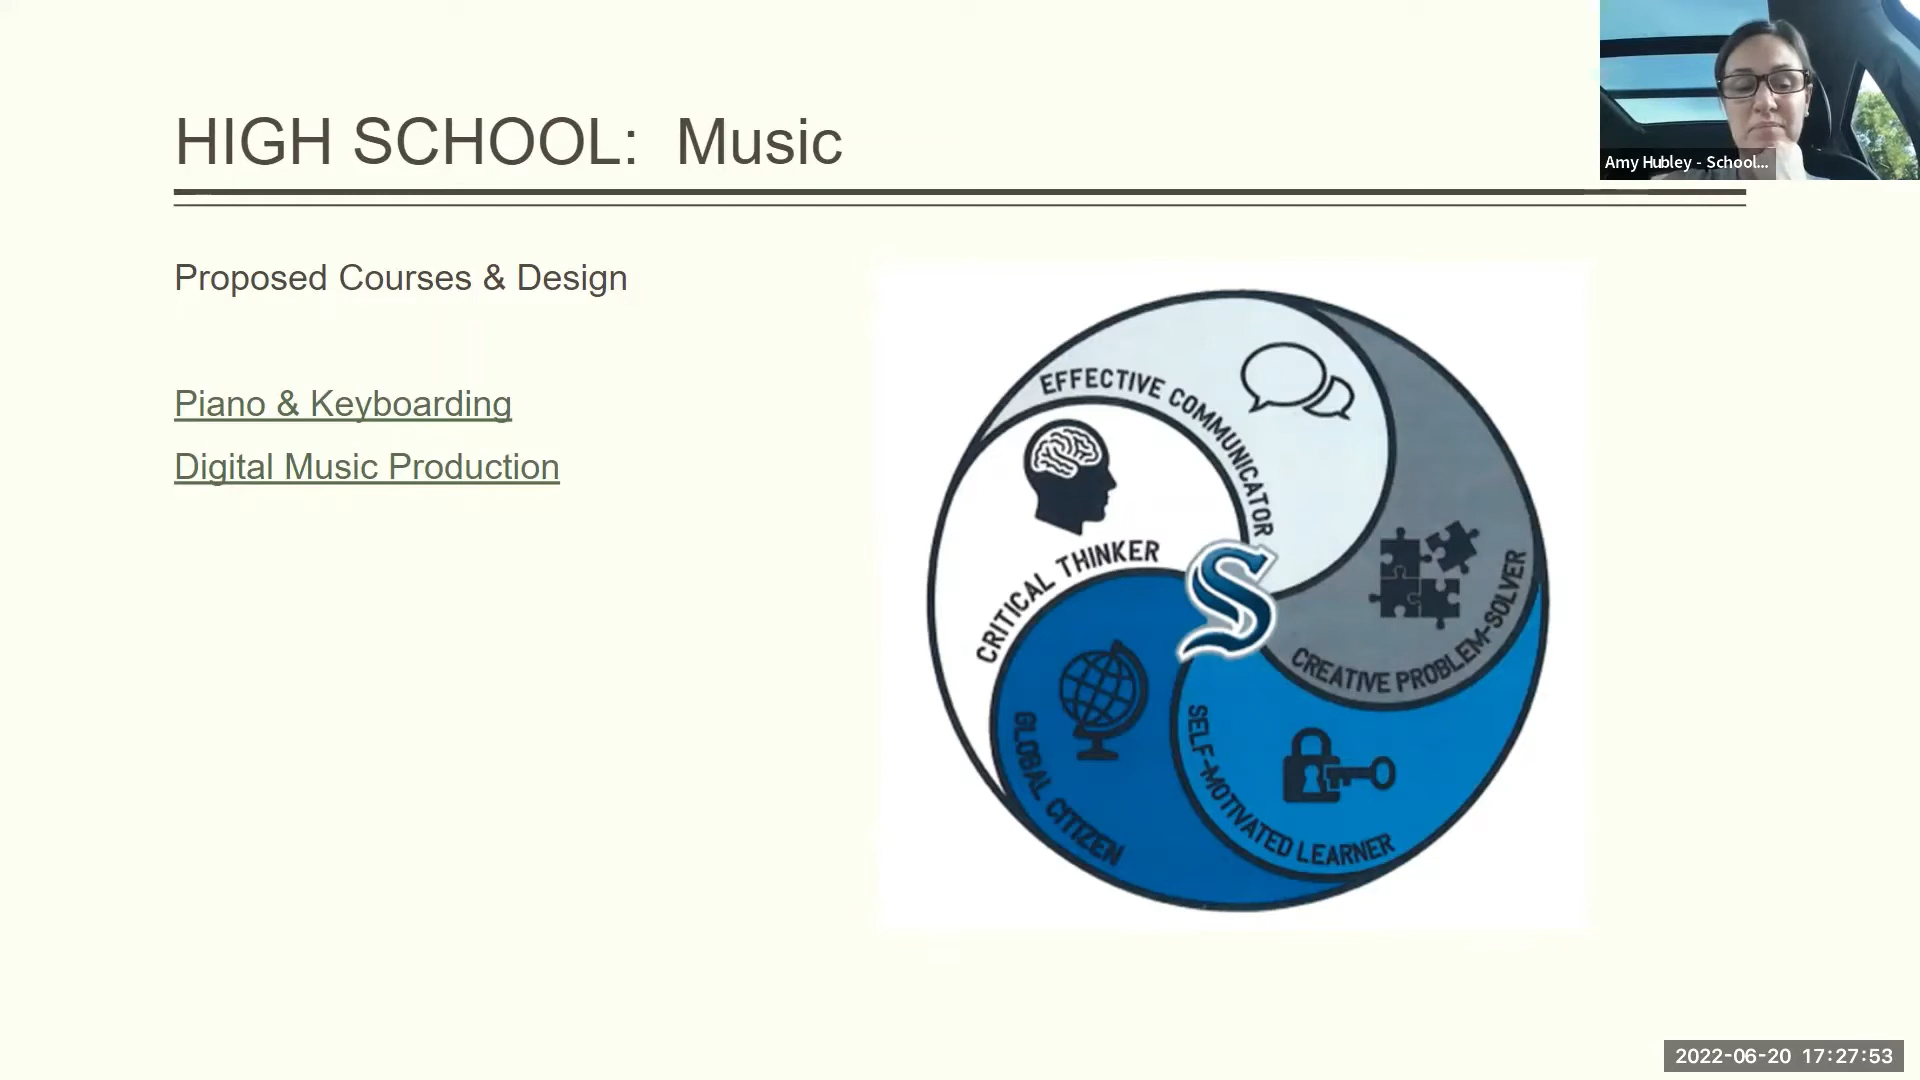 HIGH SCHOOL: Music
Amy Hubley - School...
Proposed Courses & Design
Piano & Keyboarding
Digital Music Production
EFFECTIVE COMMUNICATOR
CRITICAL THINKER
S
CREATIVE PROBLEM-SOLVER
SELF-MOTIVATED LEARNER
GLOBAL CITIZEN
2022-06-20 17:27:53